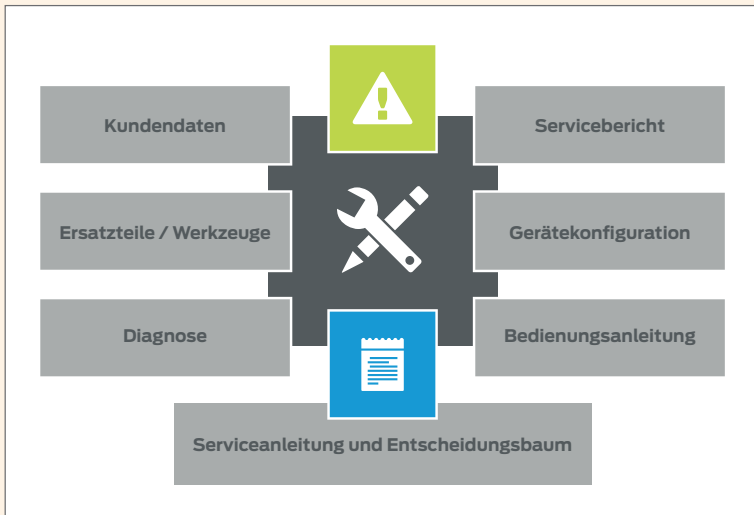 Kundendaten
Servicebericht
Ersatzteile / Werkzeuge
Gerätekonfiguration
Diagnose
Bedienungsanleitung
Serviceanleitung und Entscheidungsbaum